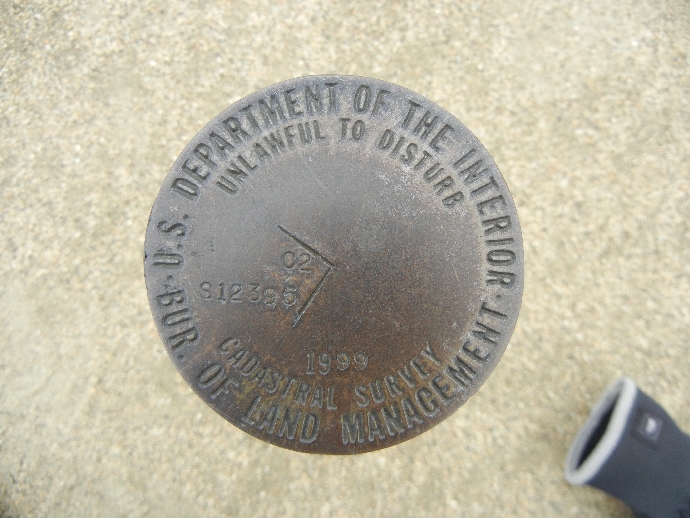 U.S. DEPARTMENT OF THE INTERIOR
UNLAWFUL TO DISTURB
C2
S12395
1999
CADASTRAL SURVEY
BUR. OF LAND MANAGEMENT